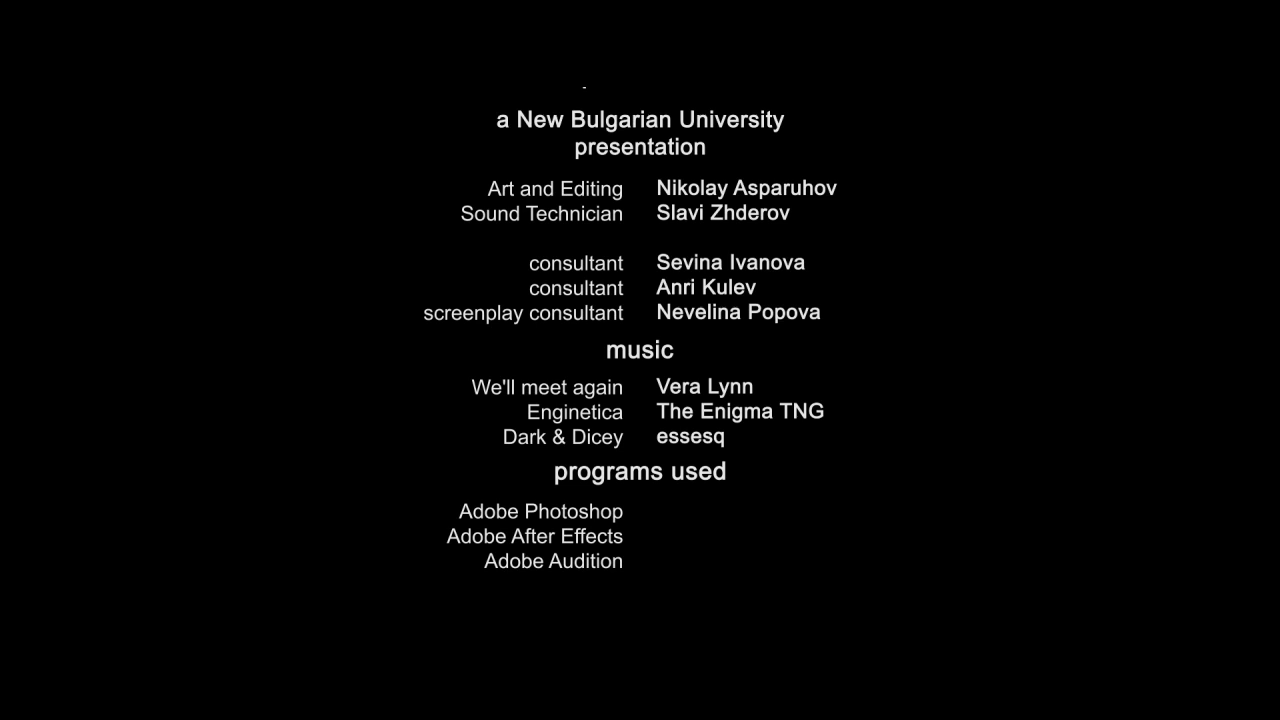 a New Bulgarian University
presentation
Art and Editing Nikolay Asparuhov
Sound Technician Slavi Zhderov
consultant Sevina Ivanova
consultant Anri Kulev
screenplay consultant Nevelina Popova
music
We'll meet again Vera Lynn
Enginetica The Enigma TNG
Dark & Dicey essesq
programs used
Adobe Photoshop
Adobe After Effects
Adobe Audition